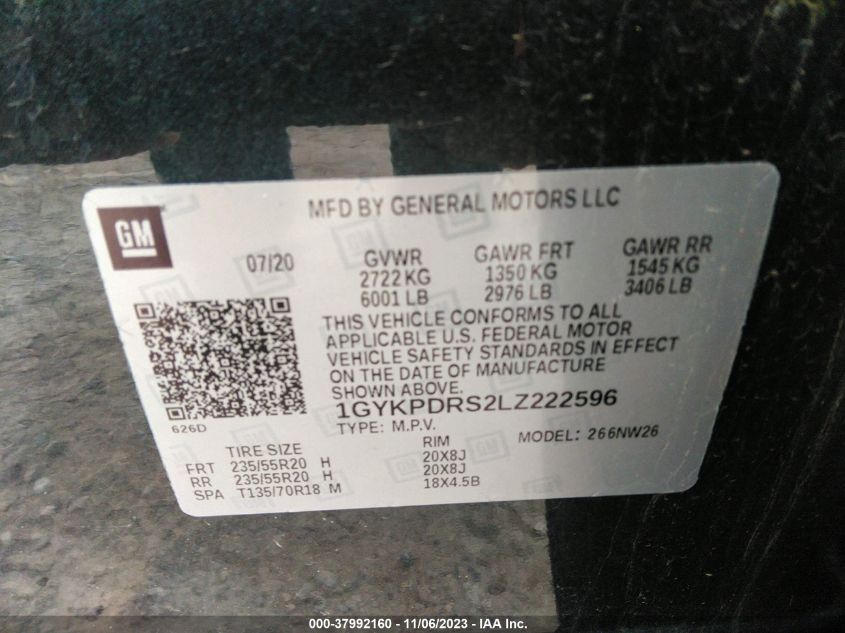 GM
MFD BY GENERAL MOTORS LLC
07/20
GVWR
2722 KG
6001 LB
GAWR FRT
1350 KG
2976 LB
GAWR RR
1545 KG
3406 LB
THIS VEHICLE CONFORMS TO ALL
APPLICABLE U.S. FEDERAL MOTOR
VEHICLE SAFETY STANDARDS IN EFFECT
ON THE DATE OF MANUFACTURE
SHOWN ABOVE.
1GYKPDRS2LZ222596
626D
TYPE: M.P.V.
MODEL: 266NW26
TIRE SIZE RIM
FRT 235/55R20 H 20X8J
RR 235/55R20 H 20X8J
SPA T135/70R18 M 18X4.5B
000-37992160 - 11/06/2023 - IAA Inc.